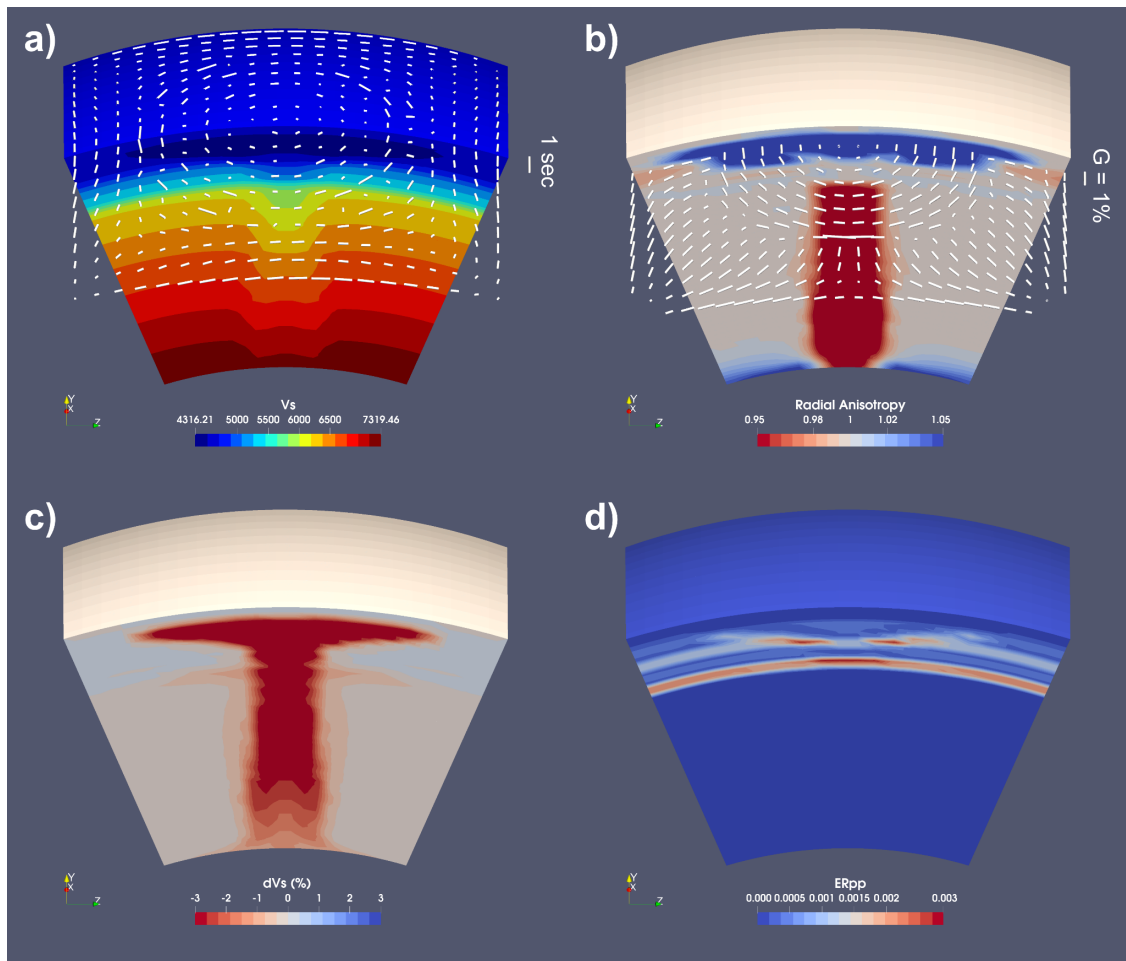 a)
1 sec
Y
X
Z
Vs
4316.21 5000 5500 6000 6500 7319.46
b)
G = 1%
Y
X
Z
Radial Anisotropy
0.95 0.98 1 1.02 1.05
c)
Y
X
Z
dVs (%)
-3 -2 -1 0 1 2 3
d)
Y
X
Z
ERpp
0.000 0.0005 0.001 0.0015 0.002 0.003